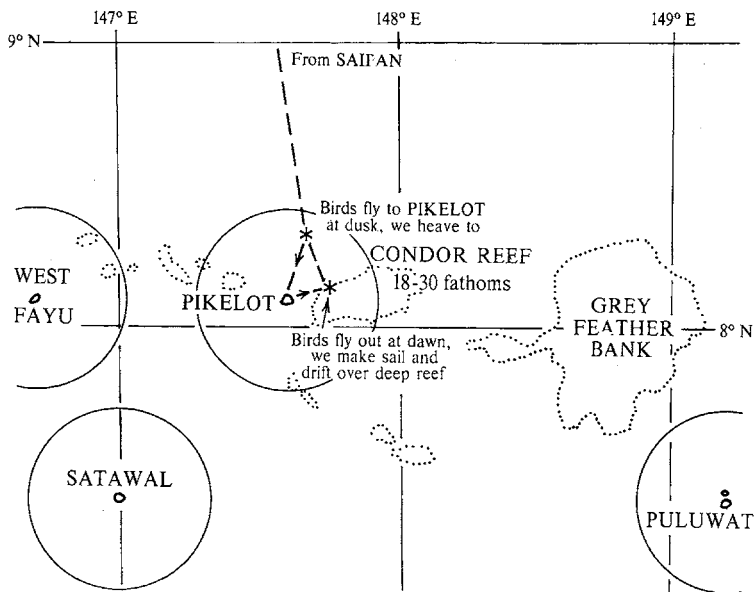 147° E
148° E
149° E
9° N
From SAIPAN
Birds fly to PIKELOT
at dusk, we heave to
CONDOR REEF
18-30 fathoms
WEST
FAYU
PIKELOT
GREY
FEATHER
BANK
8° N
Birds fly out at dawn,
we make sail and
drift over deep reef
SATAWAL
PULUWAT